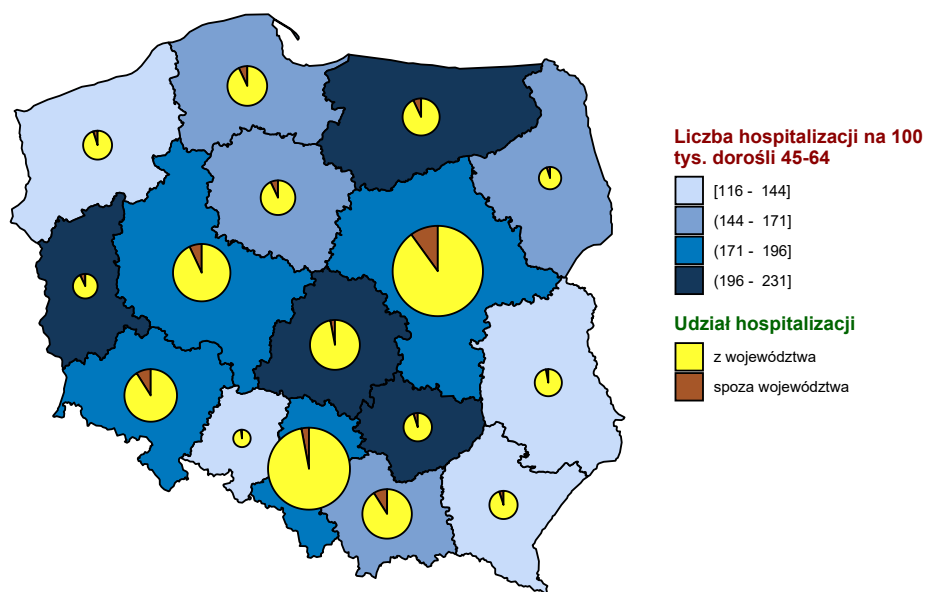 Liczba hospitalizacji na 100
tys. dorośli 45-64
[116 - 144]
(144 - 171]
(171 - 196]
(196 - 231]
Udział hospitalizacji
z województwa
spoza województwa